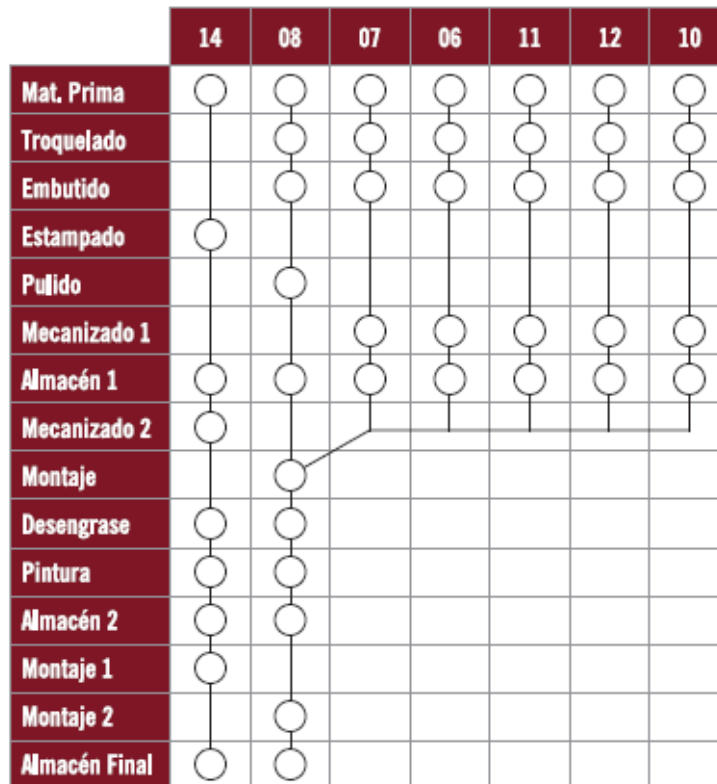 14 08 07 06 11 12 10
Mat. Prima
Troquelado
Embutido
Estampado
Pulido
Mecanizado 1
Almacén 1
Mecanizado 2
Montaje
Desengrase
Pintura
Almacén 2
Montaje 1
Montaje 2
Almacén Final